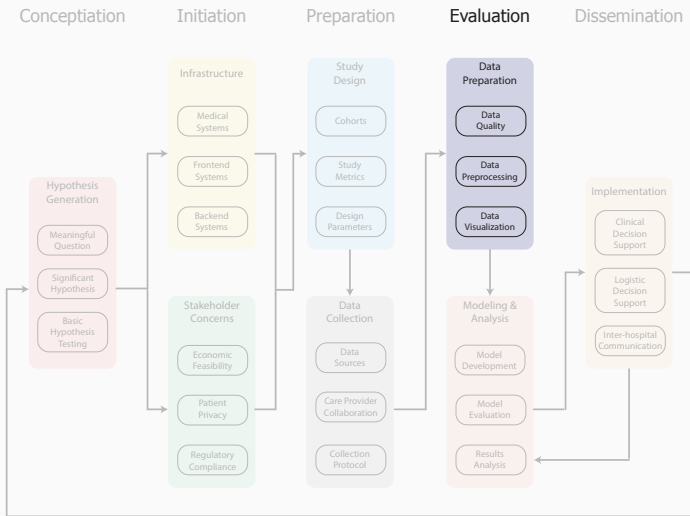 Conceptiation
Initiation
Preparation
Evaluation
Dissemination
Hypothesis
Generation
Meaningful
Question
Significant
Hypothesis
Basic
Hypothesis
Testing
Infrastructure
Medical
Systems
Frontend
Systems
Backend
Systems
Stakeholder
Concerns
Economic
Feasibility
Patient
Privacy
Regulatory
Compliance
Study
Design
Cohorts
Study
Metrics
Design
Parameters
Data
Collection
Data
Sources
Care Provider
Collaboration
Collection
Protocol
Data
Preparation
Data
Quality
Data
Preprocessing
Data
Visualization
Modeling &
Analysis
Model
Development
Model
Evaluation
Results
Analysis
Implementation
Clinical
Decision
Support
Logistic
Decision
Support
Inter-hospital
Communication